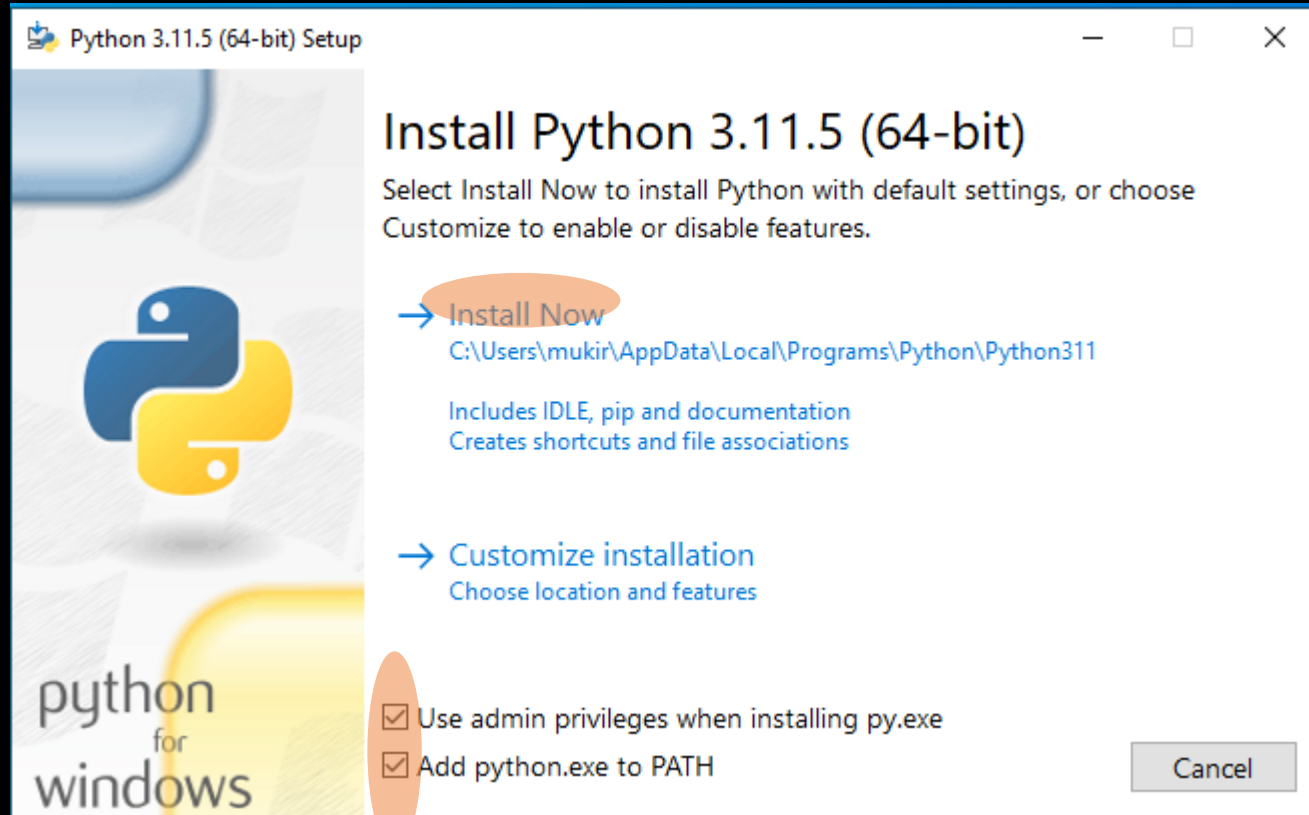 Python 3.11.5 (64-bit) Setup
Install Python 3.11.5 (64-bit)
Select Install Now to install Python with default settings, or choose
Customize to enable or disable features.
Install Now
C:\Users\mukir\AppData\Local\Programs\Python\Python311
Includes IDLE, pip and documentation
Creates shortcuts and file associations
Customize installation
Choose location and features
Use admin privileges when installing py.exe
Add python.exe to PATH
Cancel
python
for
windows